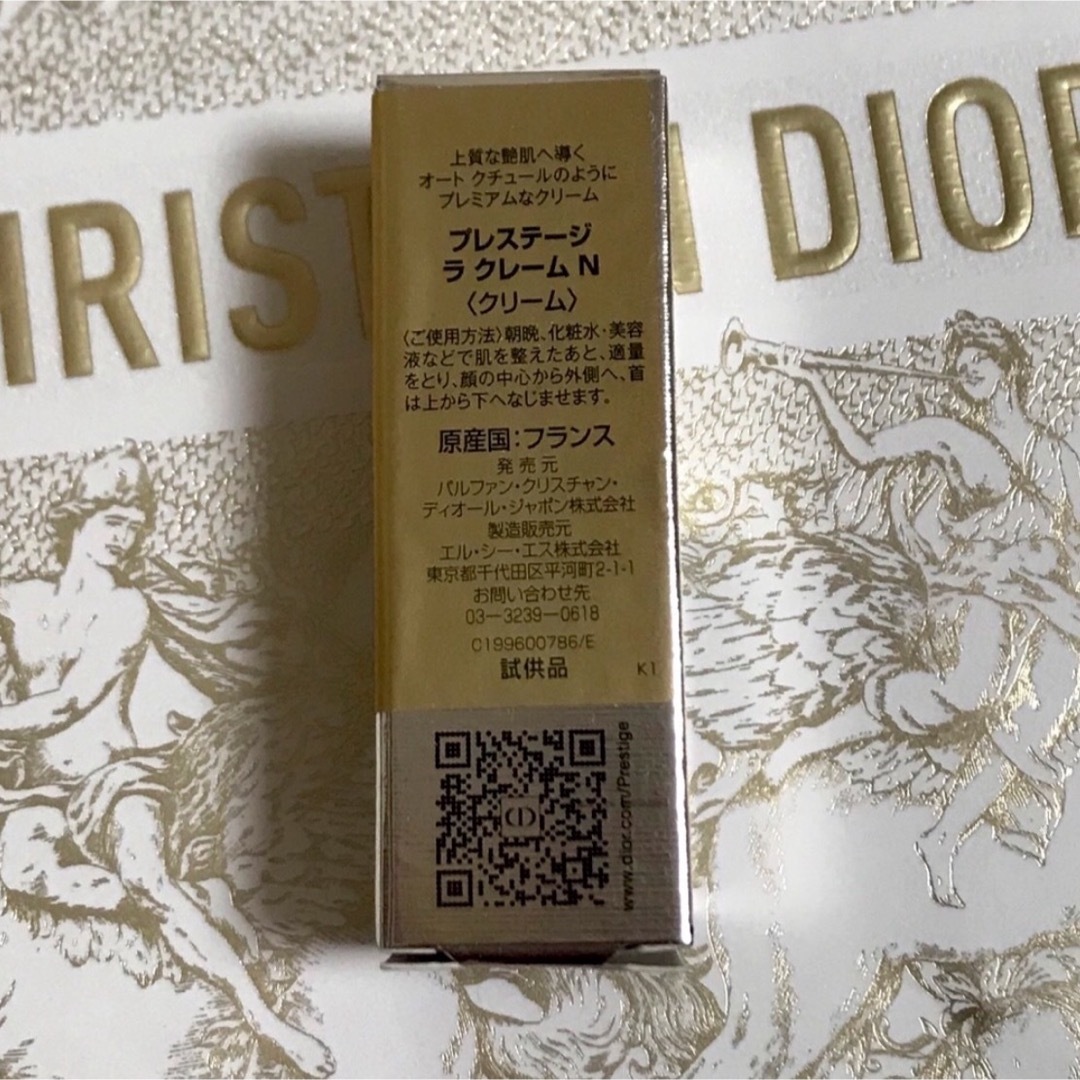 HRISTIAN DIOR
上質な艶肌へ導く
オート クチュールのように
プレミアムなクリーム
プレステージ
ラ クレーム N
〈クリーム〉
〈ご使用方法〉朝晩、化粧水・美容
液などで肌を整えたあと、適量
をとり、顔の中心から外側へ、首
は上から下へなじませます。
原産国：フランス
発売元
パルファン・クリスチャン・
ディオール・ジャポン株式会社
製造販売元
エル・シー・エス株式会社
東京都千代田区平河町2-1-1
お問い合わせ先
03—3239—0618
C199600786/E
試供品 K1
CD
www.dior.com/Prestige